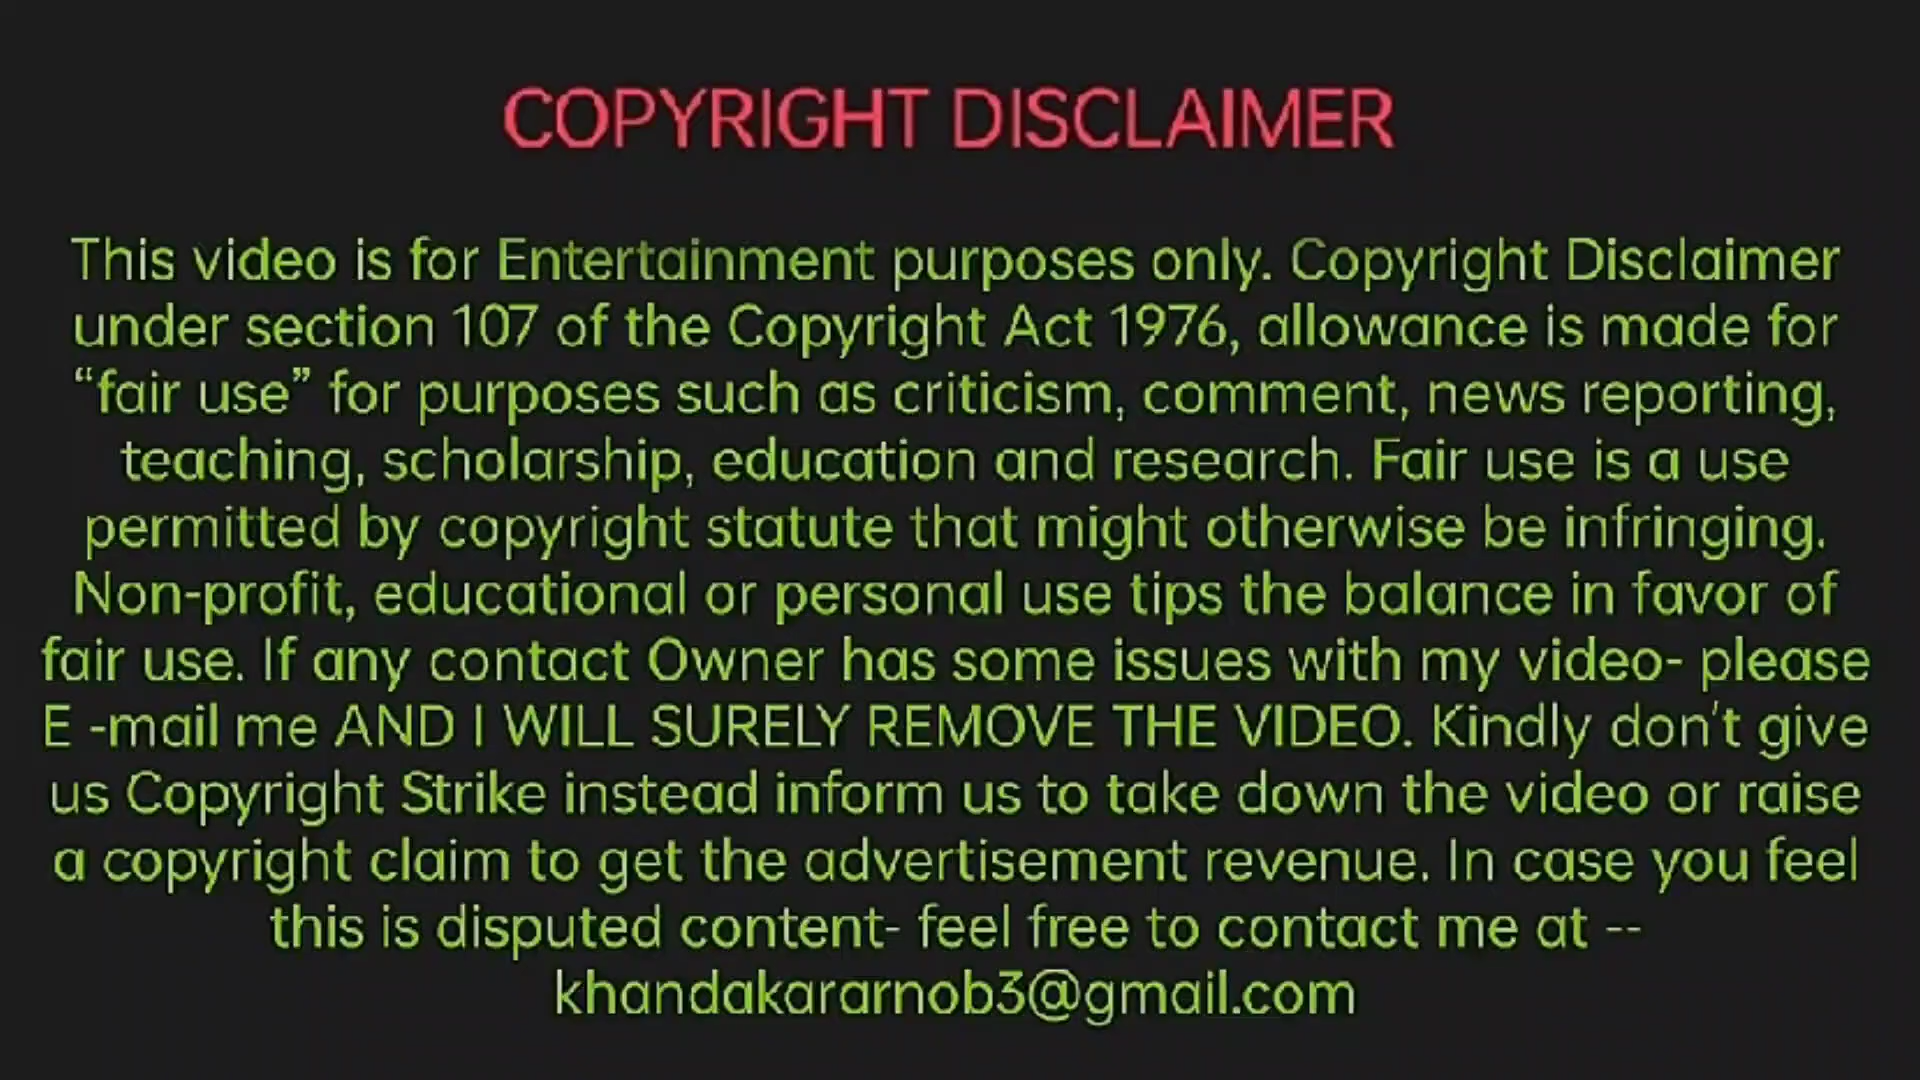 COPYRIGHT DISCLAIMER
This video is for Entertainment purposes only. Copyright Disclaimer
under section 107 of the Copyright Act 1976, allowance is made for
“fair use” for purposes such as criticism, comment, news reporting,
teaching, scholarship, education and research. Fair use is a use
permitted by copyright statute that might otherwise be infringing.
Non-profit, educational or personal use tips the balance in favor of
fair use. If any contact Owner has some issues with my video- please
E -mail me AND I WILL SURELY REMOVE THE VIDEO. Kindly don't give
us Copyright Strike instead inform us to take down the video or raise
a copyright claim to get the advertisement revenue. In case you feel
this is disputed content- feel free to contact me at --
khandakararnob3@gmail.com